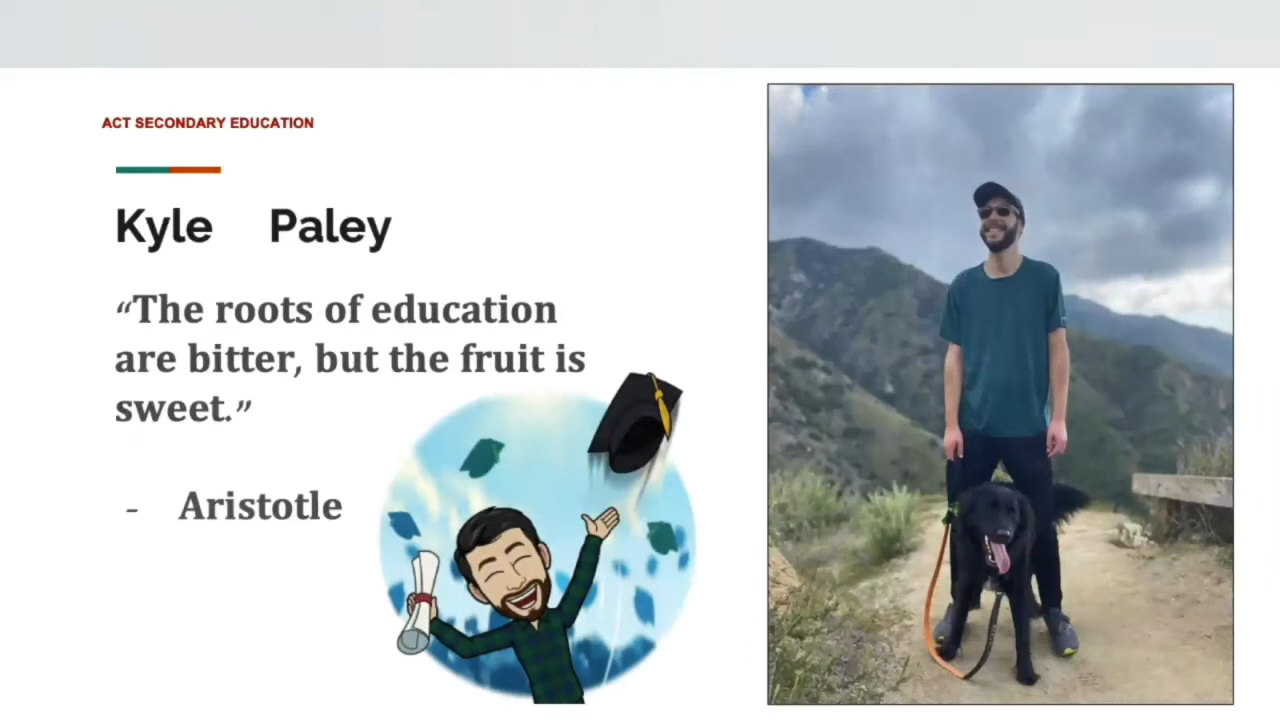 ACT SECONDARY EDUCATION
Kyle Paley
“The roots of education
are bitter, but the fruit is
sweet.”
- Aristotle